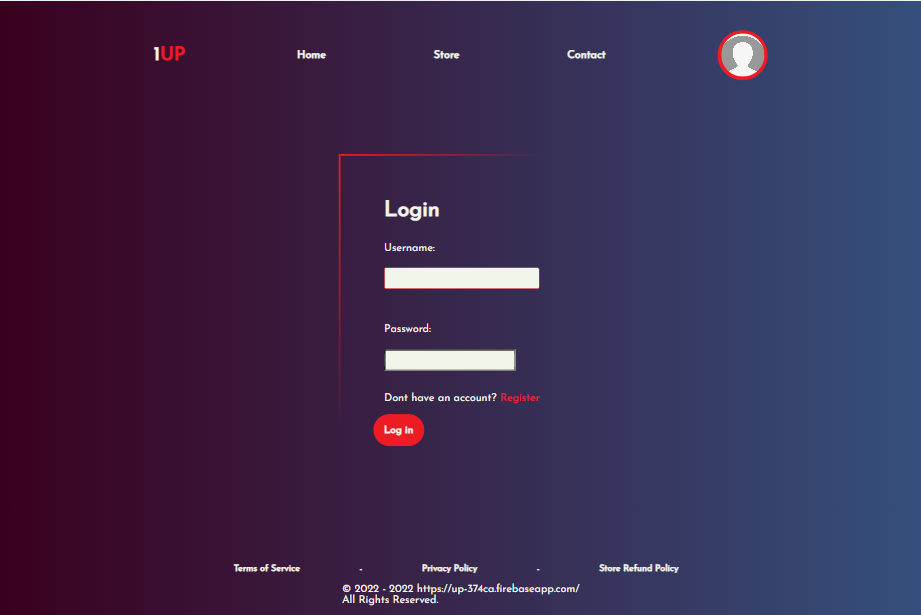 1UP Home Store Contact
Login
Username:
Password:
Dont have an account? Register
Log in
Terms of Service - Privacy Policy - Store Refund Policy
© 2022 - 2022 https://up-374ca.firebaseapp.com/
All Rights Reserved.